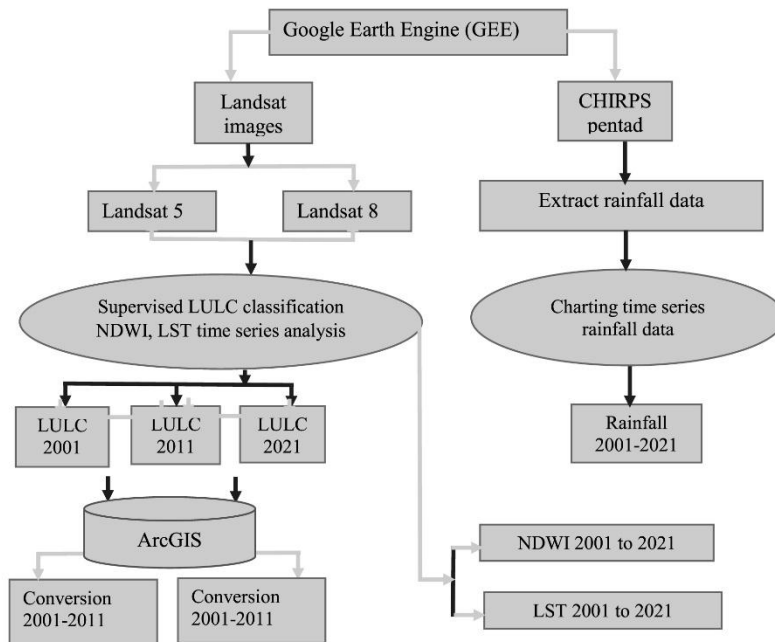 Google Earth Engine (GEE)
Landsat
images
CHIRPS
pentad
Landsat 5
Landsat 8
Extract rainfall data
Supervised LULC classification
NDWI, LST time series analysis
Charting time series
rainfall data
LULC
2001
LULC
2011
LULC
2021
Rainfall
2001-2021
ArcGIS
NDWI 2001 to 2021
Conversion
2001-2011
Conversion
2001-2011
LST 2001 to 2021